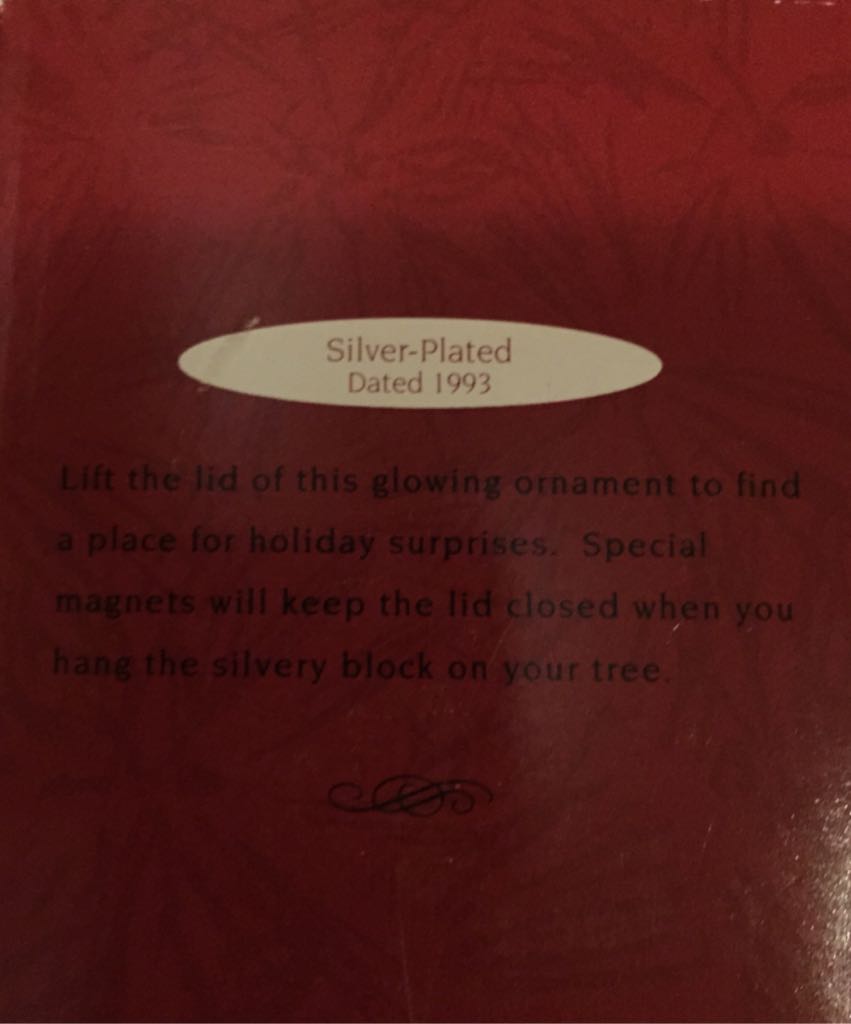 Silver-Plated
Dated 1993
Lift the lid of this glowing ornament to find
a place for holiday surprises. Special
magnets will keep the lid closed when you
hang the silvery block on your tree.